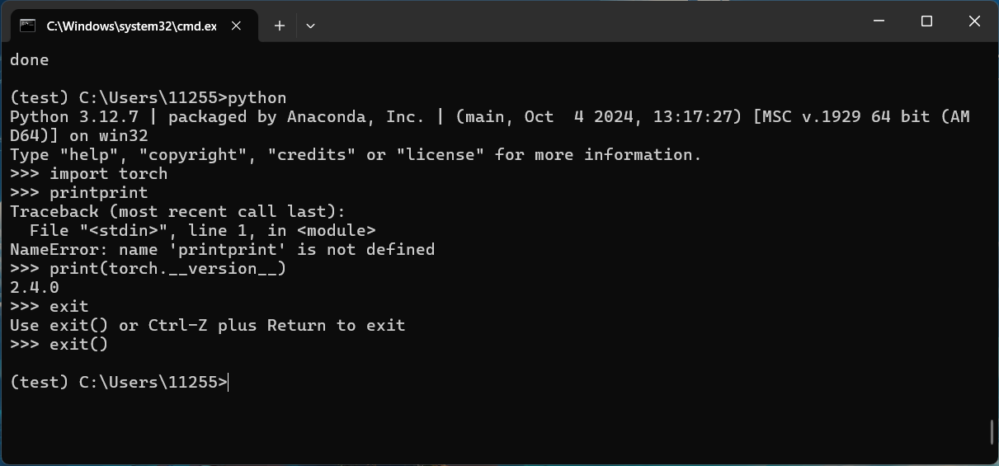 C:\Windows\system32\cmd.ex
done
(test) C:\Users\11255>python
Python 3.12.7 | packaged by Anaconda, Inc. | (main, Oct  4 2024, 13:17:27) [MSC v.1929 64 bit (AM
D64)] on win32
Type "help", "copyright", "credits" or "license" for more information.
>>> import torch
>>> printprint
Traceback (most recent call last):
  File "<stdin>", line 1, in <module>
NameError: name 'printprint' is not defined
>>> print(torch.__version__)
2.4.0
>>> exit
Use exit() or Ctrl-Z plus Return to exit
>>> exit()
(test) C:\Users\11255>